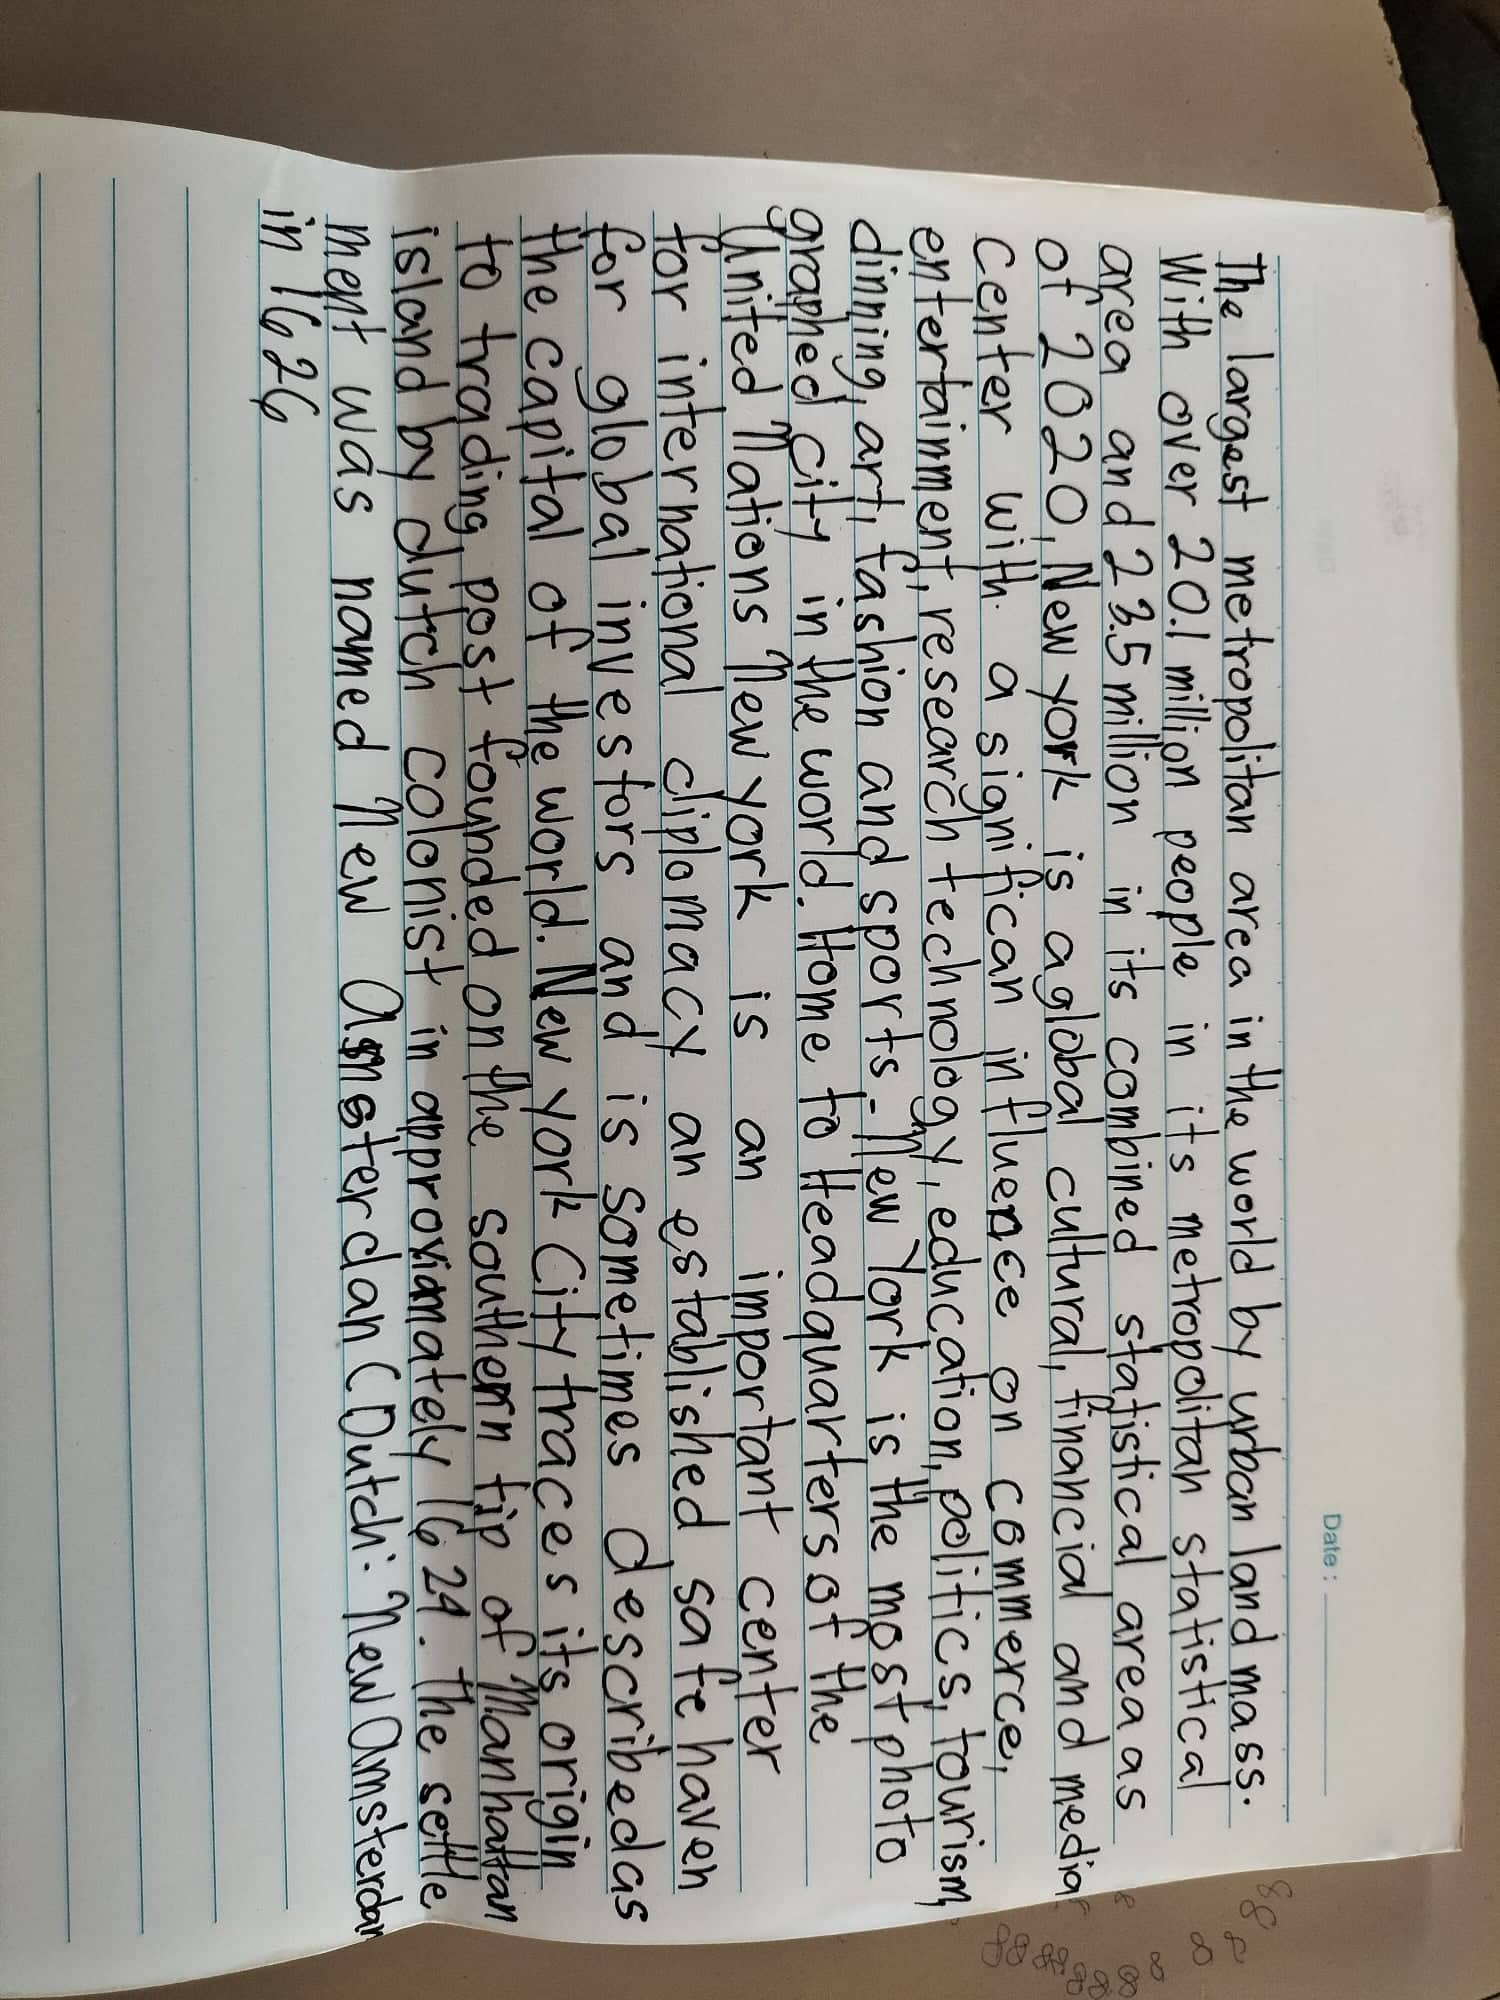 Date:
The largest metropolitan area in the world by urban land mass.
With over 20.1 million people in its metropolitan statistical
area and 23.5 million in its combined statistical area as
of 2020, New york is a global cultural, financial and media
Center with a significan influence on commerce,
entertainment, research technology, education, politics, tourism,
dinning, art, fashion and sports. New York is the most photo
graphed city in the world. Home to Headquarters of the
United Nations New york is an important center
for international diplomacy an established safe haven
for global investors and is sometimes described as
the capital of the world. New york City traces its origin
to trading post founded on the southern tip of Manhattan
island by dutch colonist in approximately 1624. The settle
ment was named New Amsterdan (Dutch: New Amsterdan
in 1626